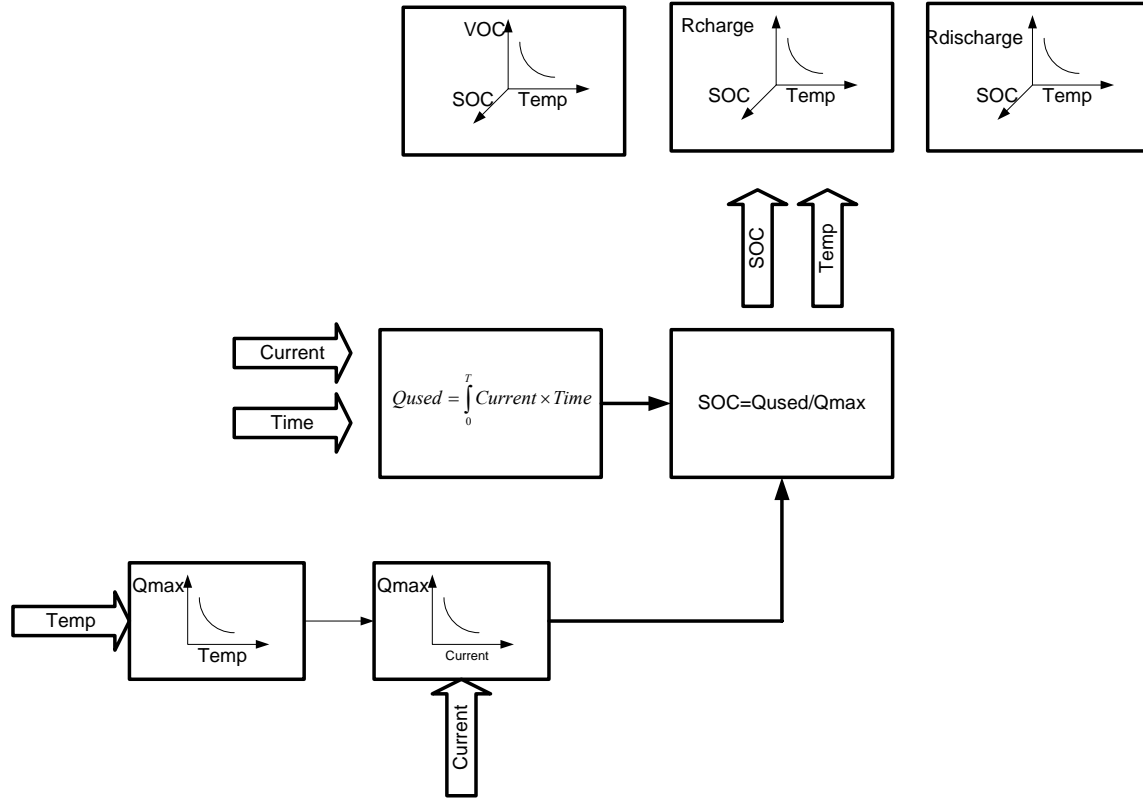 VOC
SOC
Temp
Rcharge
SOC
Temp
Rdischarge
SOC
Temp
SOC
Temp
Current
Time
Qused = ∫₀ᵀ Current × Time
SOC=Qused/Qmax
Temp
Qmax
Temp
Qmax
Current
Current